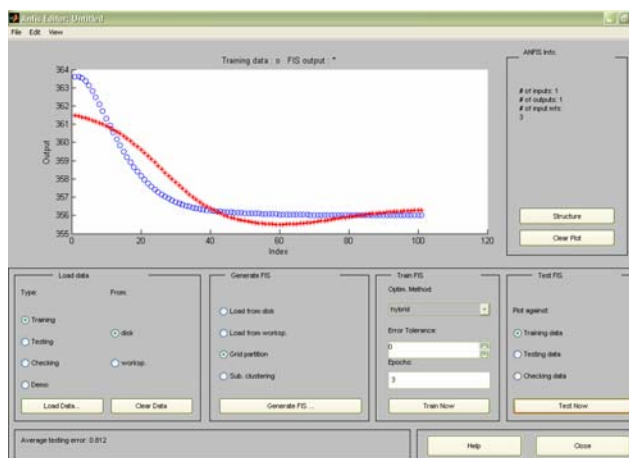 Anfis Editor: Untitled
File Edit View
Training data : o FIS output : *
364
363
362
361
360
359
358
357
356
355
Output
0 20 40 60 80 100 120
Index
ANFIS Info.
# of inputs: 1
# of outputs: 1
# of input mfs:
3
Structure
Clear Plot
Load data
Type: From:
Training
Testing
Checking
Demo
disk
worksp.
Load Data... Clear Data
Generate FIS
Load from disk
Load from worksp.
Grid partition
Sub. clustering
Generate FIS ...
Train FIS
Optim. Method:
hybrid
Error Tolerance:
0
Epochs:
3
Train Now
Test FIS
Plot against:
Training data
Testing data
Checking data
Test Now
Average testing error: 0.812
Help Close